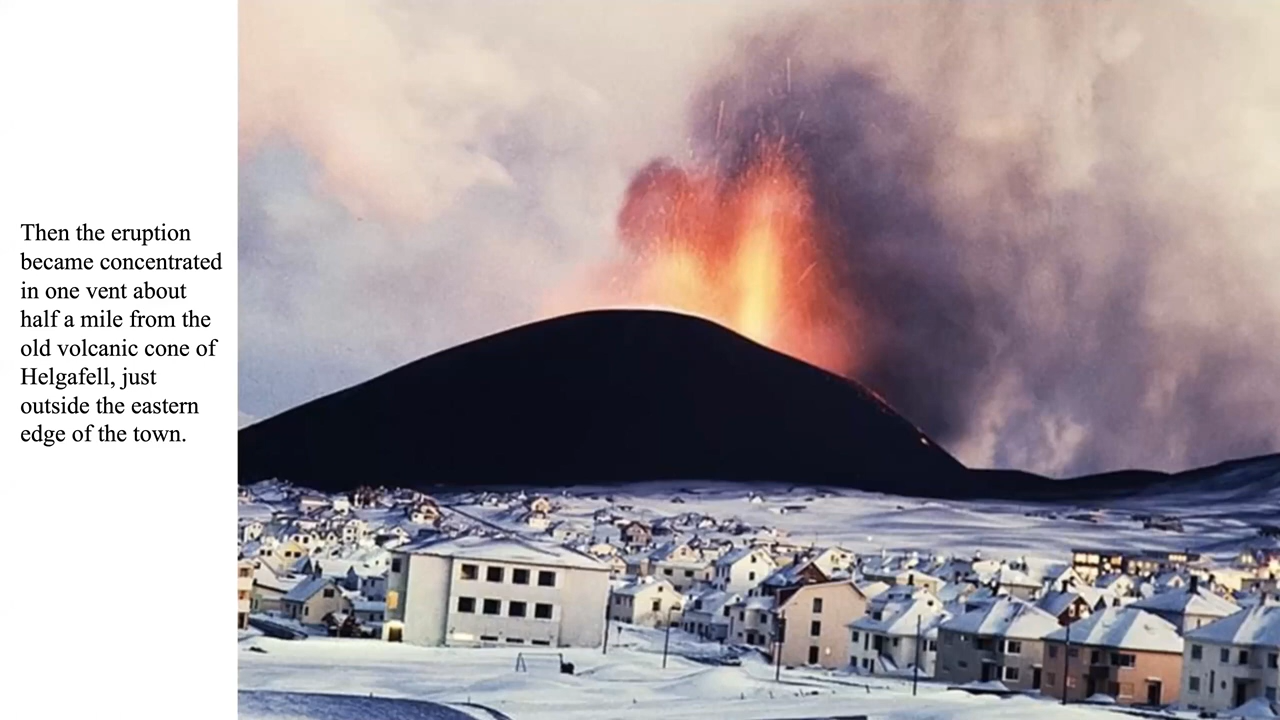 Then the eruption
became concentrated
in one vent about
half a mile from the
old volcanic cone of
Helgafell, just
outside the eastern
edge of the town.